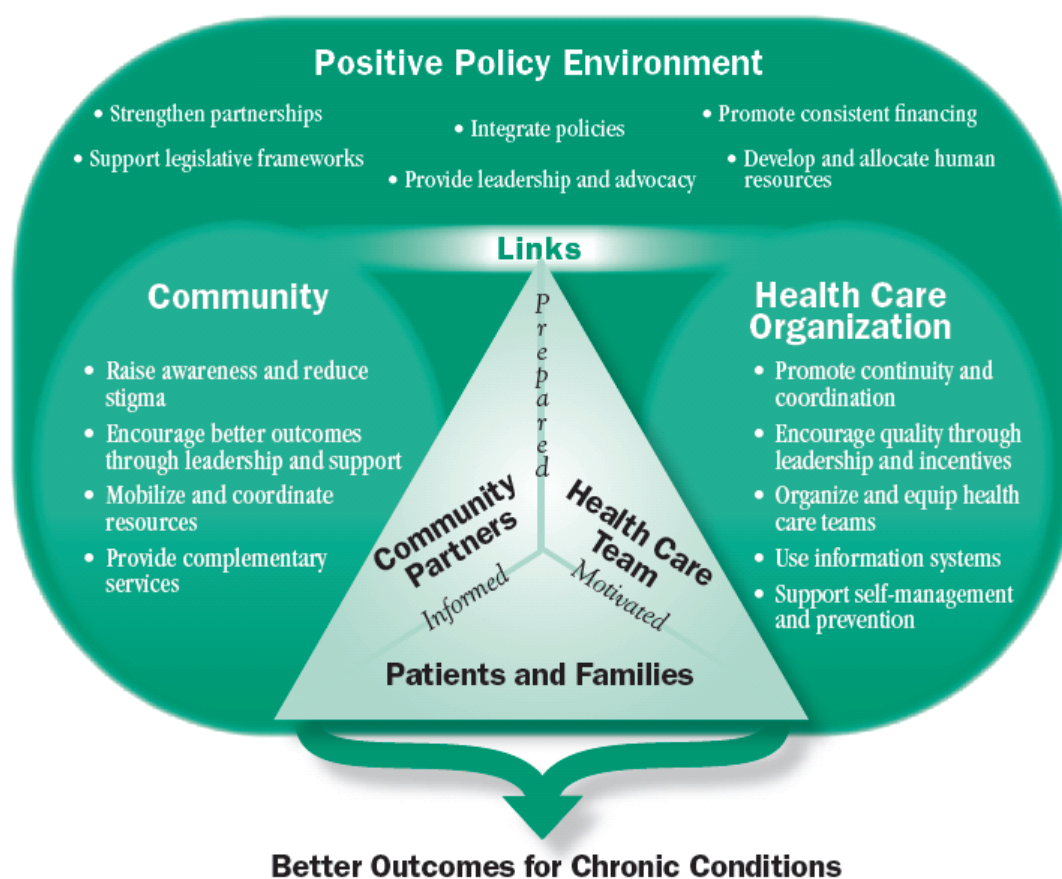 Positive Policy Environment
• Strengthen partnerships
• Support legislative frameworks
• Integrate policies
• Provide leadership and advocacy
• Promote consistent financing
• Develop and allocate human
resources
Links
Community
• Raise awareness and reduce
stigma
• Encourage better outcomes
through leadership and support
• Mobilize and coordinate
resources
• Provide complementary
services
Prepared
Community
Partners
Informed
Health Care
Team
Motivated
Patients and Families
Health Care
Organization
• Promote continuity and
coordination
• Encourage quality through
leadership and incentives
• Organize and equip health
care teams
• Use information systems
• Support self-management
and prevention
Better Outcomes for Chronic Conditions